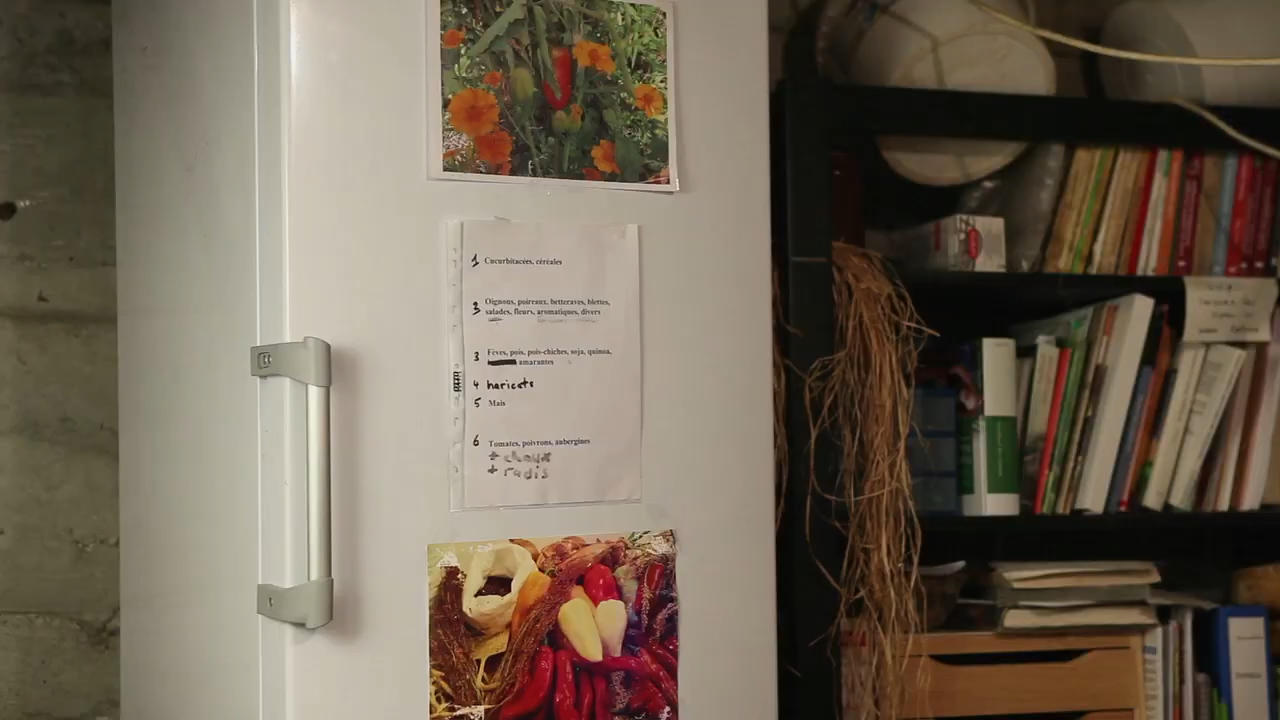 1 Cucurbitacées, céréales
3 Oignons, poireaux, betteraves, blettes,
salades, fleurs, aromatiques, divers
3 Fèves, pois, pois-chiches, soja, quinoa,
amarantes
4 haricots
5 Maïs
6 Tomates, poivrons, aubergines
+ choux
+ radis